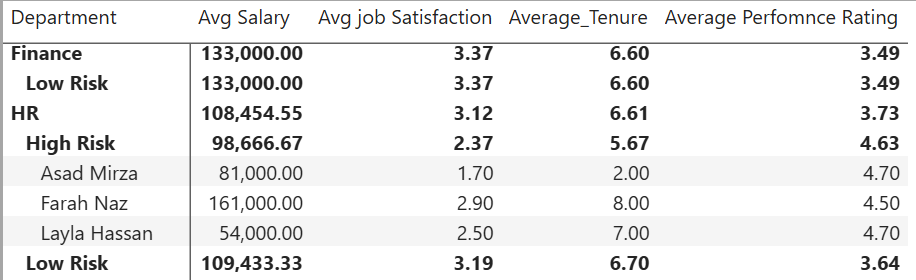 Department Avg Salary Avg job Satisfaction Average_Tenure Average Perfomnce Rating
Finance 133,000.00 3.37 6.60 3.49
Low Risk 133,000.00 3.37 6.60 3.49
HR 108,454.55 3.12 6.61 3.73
High Risk 98,666.67 2.37 5.67 4.63
Asad Mirza 81,000.00 1.70 2.00 4.70
Farah Naz 161,000.00 2.90 8.00 4.50
Layla Hassan 54,000.00 2.50 7.00 4.70
Low Risk 109,433.33 3.19 6.70 3.64